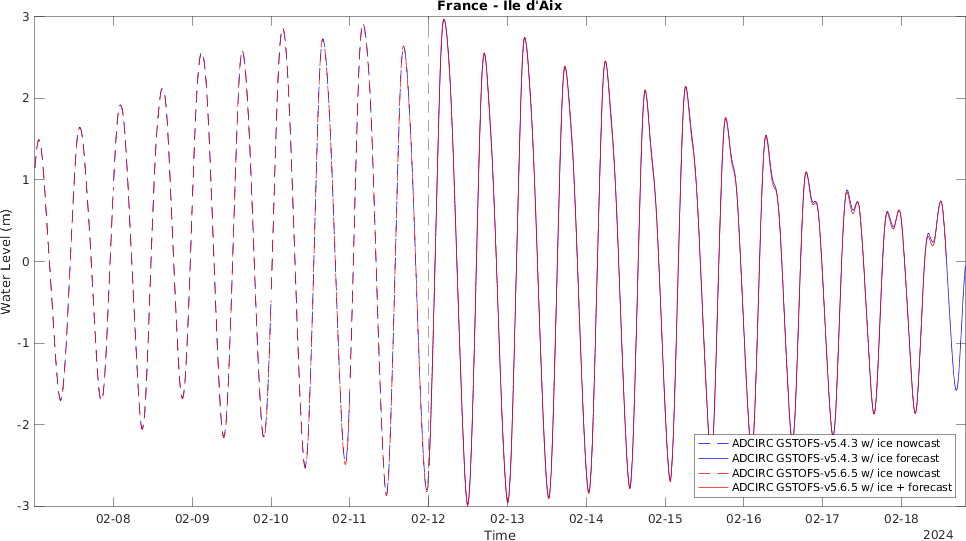 France - Ile d'Aix
3
2
1
0
-1
-2
-3
Water Level (m)
02-08 02-09 02-10 02-11 02-12 02-13 02-14 02-15 02-16 02-17 02-18
Time
2024
ADCIRC GSTOFS-v5.4.3 w/ ice nowcast
ADCIRC GSTOFS-v5.4.3 w/ ice forecast
ADCIRC GSTOFS-v5.6.5 w/ ice nowcast
ADCIRC GSTOFS-v5.6.5 w/ ice + forecast